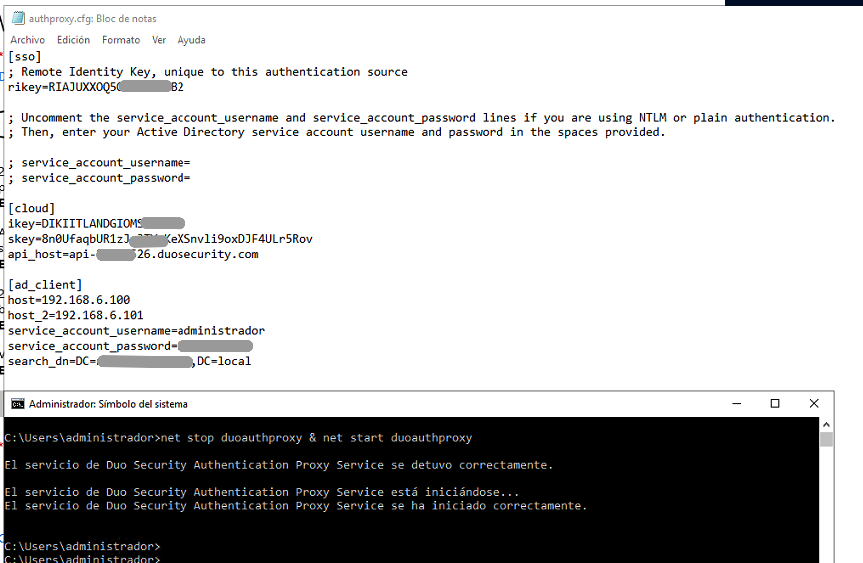 authproxy.cfg: Bloc de notas
Archivo Edición Formato Ver Ayuda
[sso]
; Remote Identity Key, unique to this authentication source
rikey=RIAJUXXOQ5 B2
; Uncomment the service_account_username and service_account_password lines if you are using NTLM or plain authentication.
; Then, enter your Active Directory service account username and password in the spaces provided.
; service_account_username=
; service_account_password=
[cloud]
ikey=DIKIITLANDGIOMS
skey=8n0UfaqbUR1zJ KeXSnvli9oxDJF4ULr5Rov
api_host=api- 26.duosecurity.com
[ad_client]
host=192.168.6.100
host_2=192.168.6.101
service_account_username=administrador
service_account_password=
search_dn=DC= ,DC=local
Administrador: Símbolo del sistema
C:\Users\administrador>net stop duoauthproxy & net start duoauthproxy
El servicio de Duo Security Authentication Proxy Service se detuvo correctamente.
El servicio de Duo Security Authentication Proxy Service está iniciándose...
El servicio de Duo Security Authentication Proxy Service se ha iniciado correctamente.
C:\Users\administrador>
C:\Users\administrador>